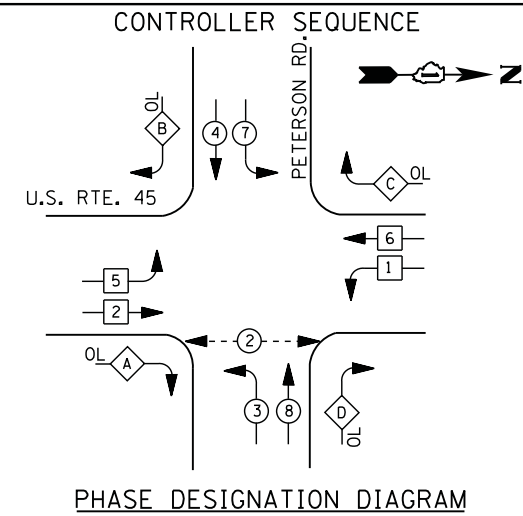 CONTROLLER SEQUENCE
PETERSON RD.
N
OL
B
4
7
C
OL
U.S. RTE. 45
6
1
5
2
2
OL
A
3
8
D
OL
PHASE DESIGNATION DIAGRAM